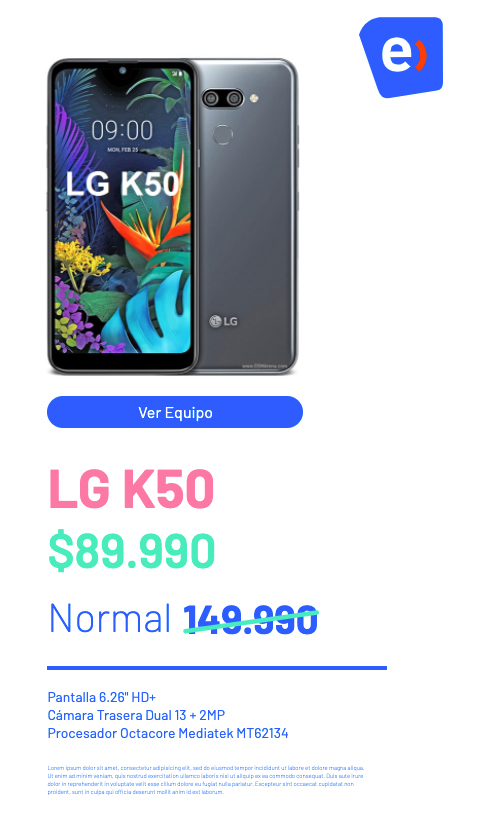 e)
09:00
MON, FEB 25
LG K50
LG
www.GSMArena.com
Ver Equipo
LG K50
$89.990
Normal 149.990
Pantalla 6.26" HD+
Cámara Trasera Dual 13 + 2MP
Procesador Octacore Mediatek MT62134
Lorem ipsum dolor sit amet, consectetur adipisicing elit, sed do eiusmod tempor incididunt ut labore et dolore magna aliqua.
Ut enim ad minim veniam, quis nostrud exercitation ullamco laboris nisi ut aliquip ex ea commodo consequat. Duis aute irure
dolor in reprehenderit in voluptate velit esse cillum dolore eu fugiat nulla pariatur. Excepteur sint occaecat cupidatat non
proident, sunt in culpa qui officia deserunt mollit anim id est laborum.